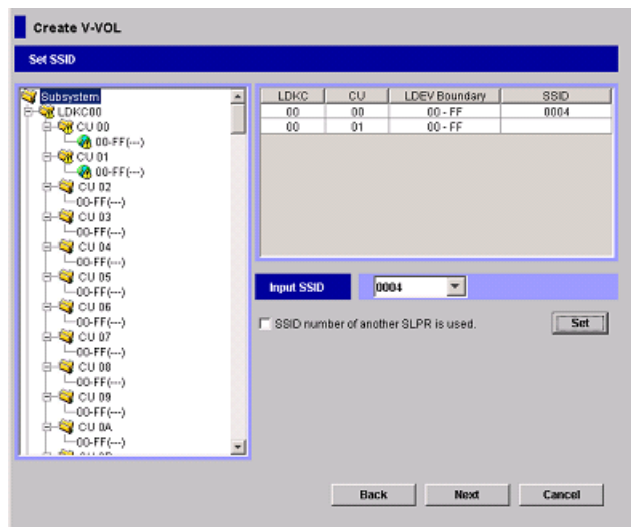 Create V-VOL
Set SSID
Subsystem
LDKC00
CU 00
00-FF(---)
CU 01
00-FF(---)
CU 02
00-FF(---)
CU 03
00-FF(---)
CU 04
00-FF(---)
CU 05
00-FF(---)
CU 06
00-FF(---)
CU 07
00-FF(---)
CU 08
00-FF(---)
CU 09
00-FF(---)
CU 0A
00-FF(---)
LDKC CU LDEV Boundary SSID
00 00 00 - FF 0004
00 01 00 - FF
Input SSID 0004
SSID number of another SLPR is used. Set
Back Next Cancel